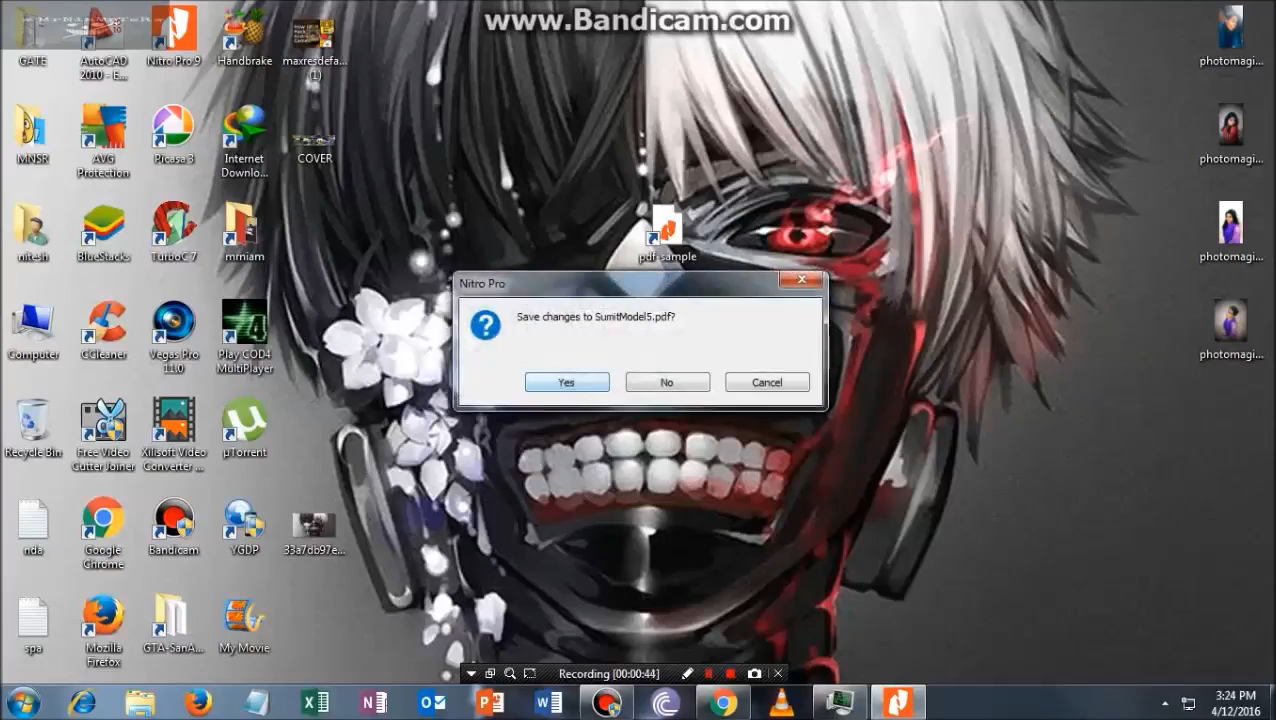 www.Bandicam.com
GATE
AutoCAD
2010 - E...
Nitro Pro 9
Handbrake
maxresdefa...
(1)
photomagi...
MNSR
AVG
Protection
Picasa 3
Internet
Downlo...
COVER
photomagi...
nitesh
BlueStacks
TurboC 7
mrniam
pdf-sample
photomagi...
Nitro Pro
Save changes to SumitModel5.pdf?
Yes
No
Cancel
Computer
CCleaner
Vegas Pro
11.0
Play COD4
MultiPlayer
photomagi...
Recycle Bin
Free Video
Cutter Joiner
Xilisoft Video
Converter ...
µTorrent
nda
Google
Chrome
Bandicam
YGDP
33a7db97e...
spa
Mozilla
Firefox
GTA-SanA...
My Movie
Recording [00:00:44]
3:24 PM
4/12/2016